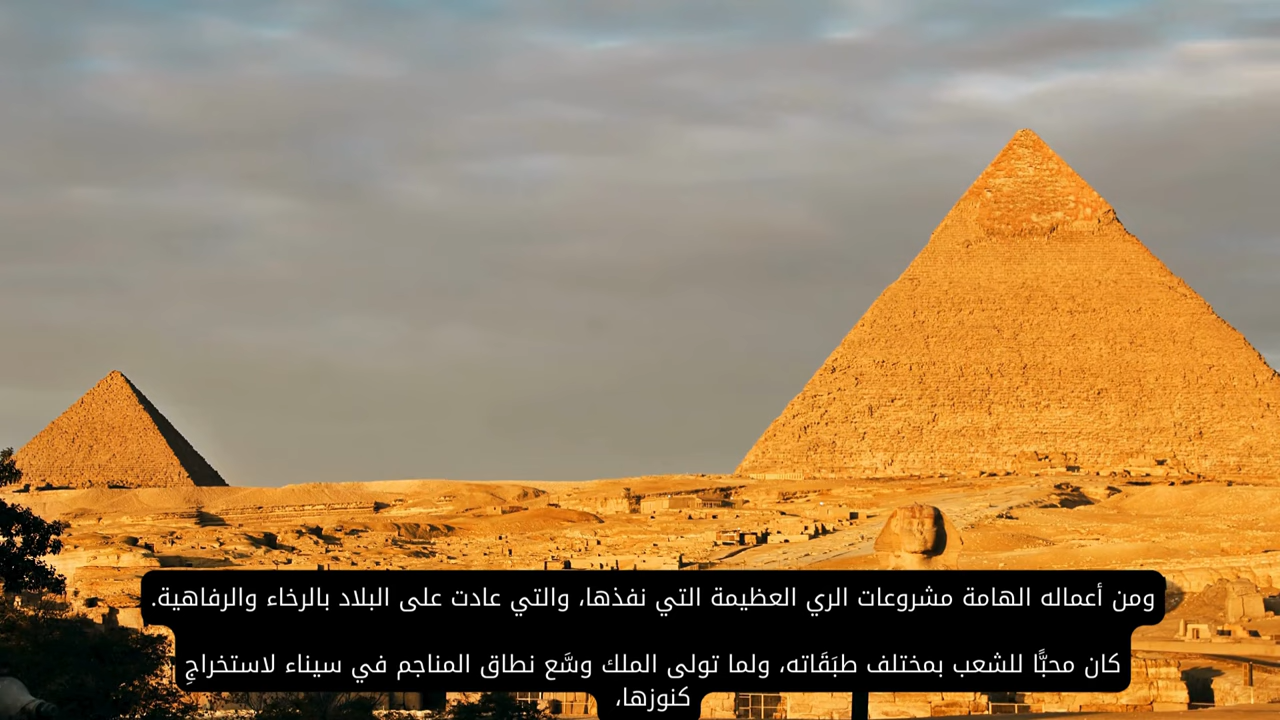 ومن أعماله الهامة مشروعات الري العظيمة التي نفذها، والتي عادت على البلاد بالرخاء والرفاهية.
كان محبًّا للشعب بمختلف طبَقَاته، ولما تولى الملك وسَّع نطاق المناجم في سيناء لاستخراجِ
كنوزها،